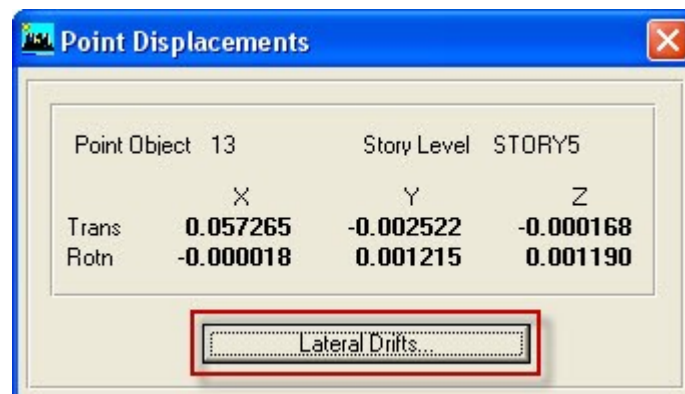 Point Displacements
Point Object 13 Story Level STORY5
X Y Z
Trans 0.057265 -0.002522 -0.000168
Rotn -0.000018 0.001215 0.001190
Lateral Drifts...